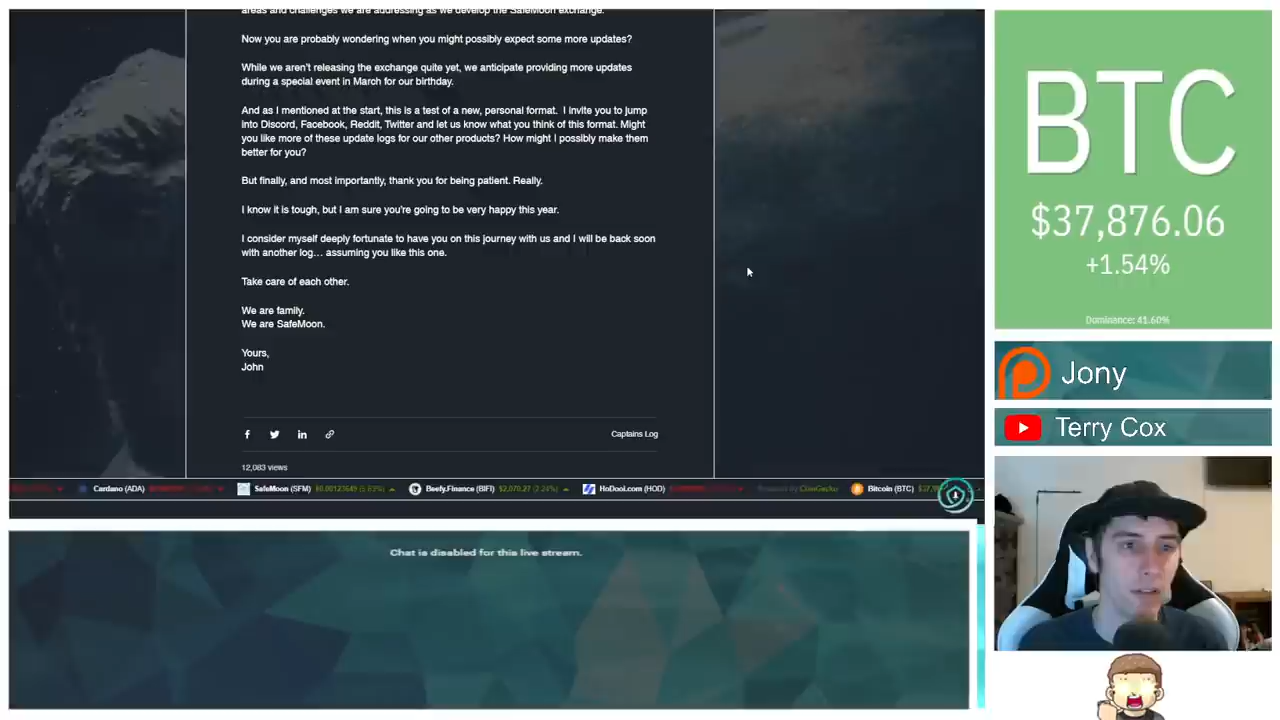 areas and challenges we are addressing as we develop the SafeMoon exchange.
Now you are probably wondering when you might possibly expect some more updates?
While we aren't releasing the exchange quite yet, we anticipate providing more updates
during a special event in March for our birthday.
And as I mentioned at the start, this is a test of a new, personal format.  I invite you to jump
into Discord, Facebook, Reddit, Twitter and let us know what you think of this format. Might
you like more of these update logs for our other products? How might I possibly make them
better for you?
But finally, and most importantly, thank you for being patient. Really.
I know it is tough, but I am sure you're going to be very happy this year.
I consider myself deeply fortunate to have you on this journey with us and I will be back soon
with another log… assuming you like this one.
Take care of each other.
We are family.
We are SafeMoon.
Yours,
John
Captains Log
12,083 views
Cardano (ADA) SafeMoon (SFM) Beefy.Finance (BIFI) $2,070.27 (2.24%) HoDooi.com (HOD) Powered by CoinGecko Bitcoin (BTC)
Chat is disabled for this live stream.
BTC
$37,876.06
+1.54%
Dominance: 41.60%
Jony
Terry Cox